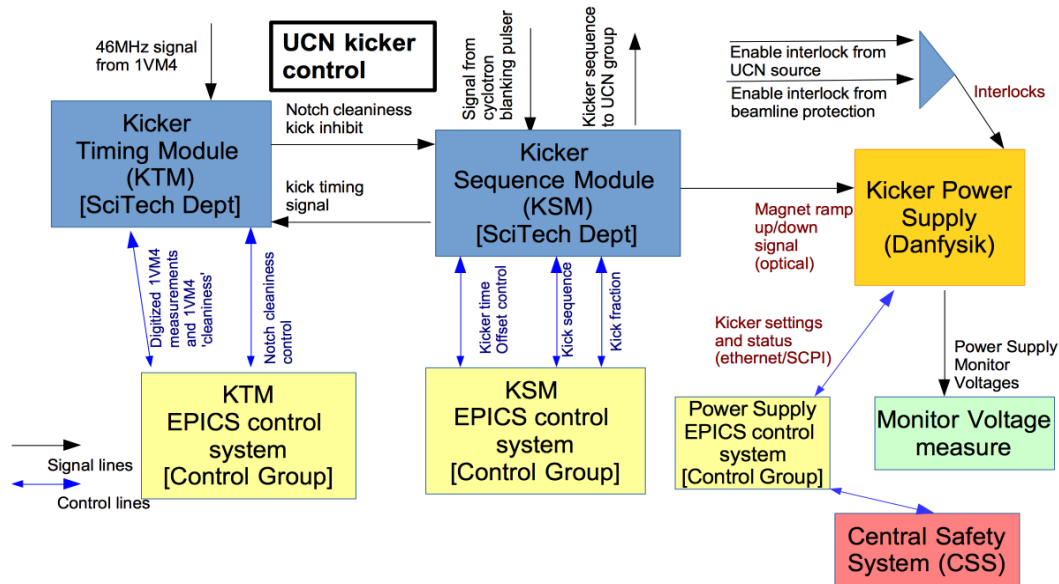 46MHz signal
from 1VM4
UCN kicker
control
Signal from
cyclotron
blanking pulser
Kicker sequence
to UCN group
Enable interlock from
UCN source
Enable interlock from
beamline protection
Interlocks
Kicker
Timing Module
(KTM)
[SciTech Dept]
Notch cleaniness
kick inhibit
kick timing
signal
Kicker
Sequence Module
(KSM)
[SciTech Dept]
Magnet ramp
up/down
signal
(optical)
Kicker Power
Supply
(Danfysik)
Digitized 1VM4
measurements
and 1VM4
'cleaniness'
Notch cleaniness
control
Kicker time
Offset control
Kick sequence
Kick fraction
Kicker settings
and status
(ethernet/SCPI)
Power Supply
Monitor
Voltages
KTM
EPICS control
system
[Control Group]
KSM
EPICS control
system
[Control Group]
Power Supply
EPICS control
system
[Control Group]
Monitor Voltage
measure
Signal lines
Control lines
Central Safety
System (CSS)